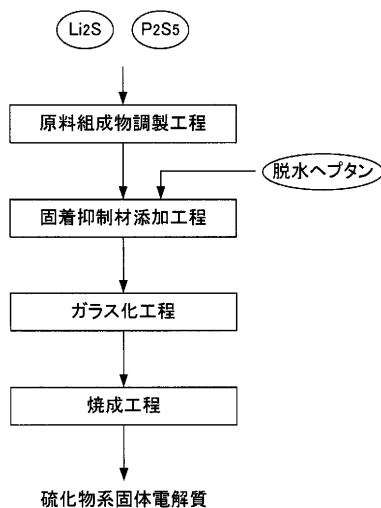 Li2S P2S5
原料組成物調製工程
脱水ヘプタン
固着抑制材添加工程
ガラス化工程
焼成工程
硫化物系固体電解質